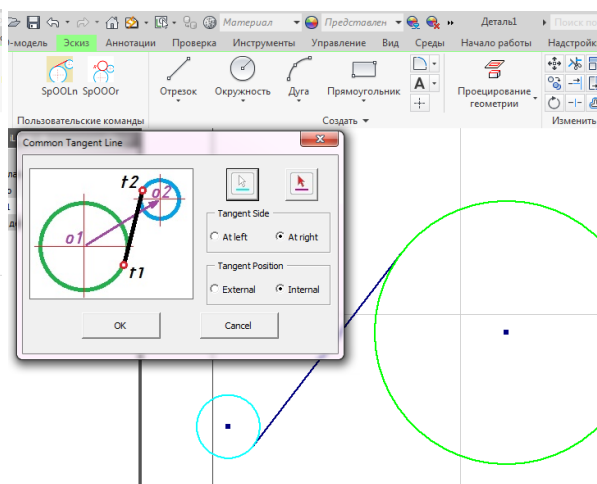 Материал
Представлен
Деталь1
Поиск по
модель Эскиз Аннотации Проверка Инструменты Управление Вид Среды Начало работы Надстройк
SpOOLn SpOOOr Отрезок Окружность Дуга Прямоугольник
A
Проецирование
геометрии
Пользовательские команды Создать Изменить
Common Tangent Line
t2
o2
o1
t1
Tangent Side
At left At right
Tangent Position
External Internal
OK Cancel